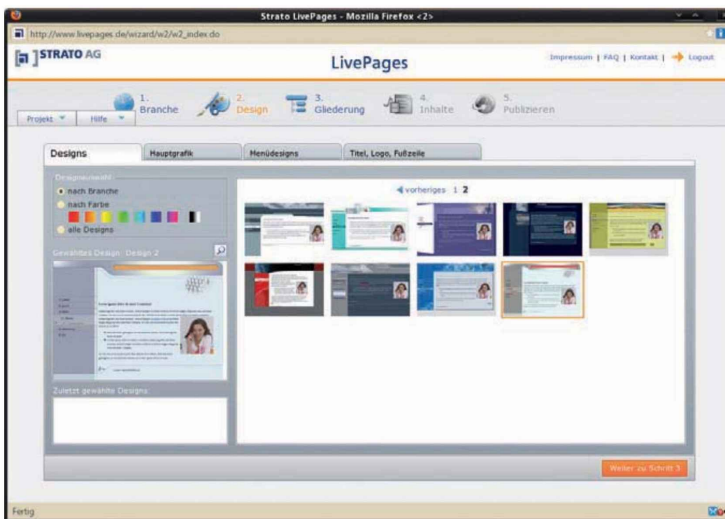 Strato LivePages - Mozilla Firefox <2>
http://www.livepages.de/wizard/w2/w2_index.do
STRATO AG
LivePages
Impressum | FAQ | Kontakt | Logout
1. Branche
2. Design
3. Gliederung
4. Inhalte
5. Publizieren
Projekt
Hilfe
Designs
Hauptgrafik
Menüdesigns
Titel, Logo, Fußzeile
Designauswahl
nach Branche
nach Farbe
alle Designs
vorheriges 1 2
Gewähltes Design: Design 2
Zuletzt gewählte Designs
Weiter zu Schritt 3
Fertig